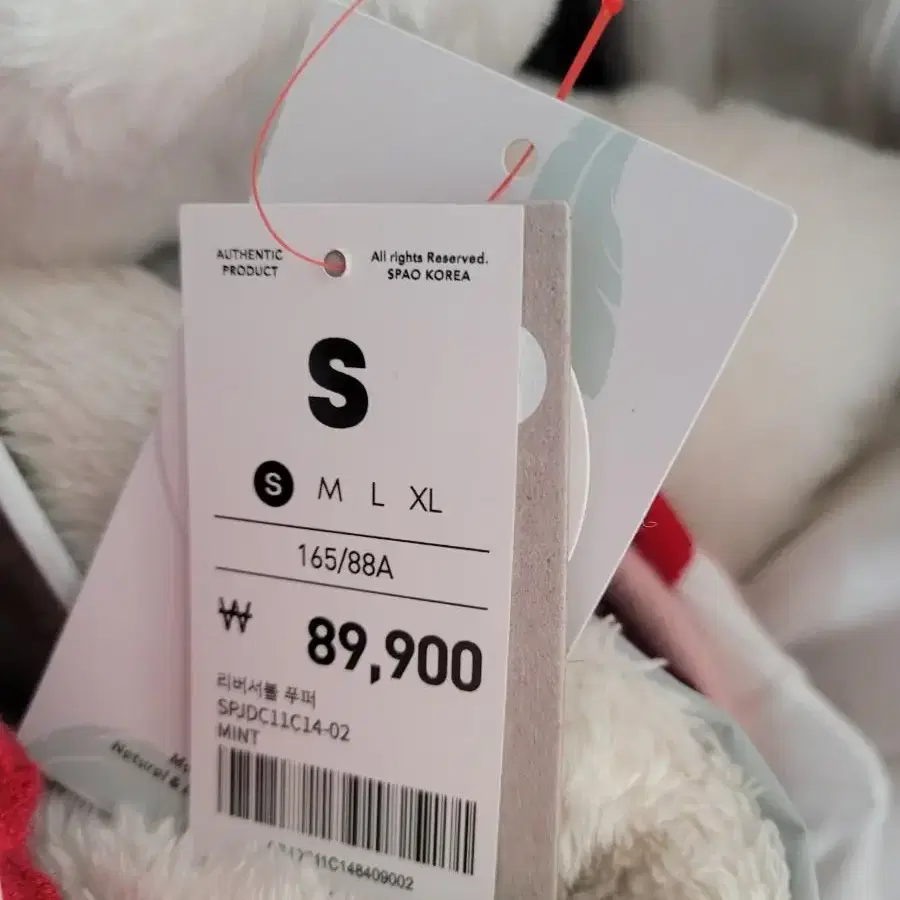 AUTHENTIC
PRODUCT
All rights Reserved.
SPAO KOREA
S
S M L XL
165/88A
₩ 89,900
리버서블 푸퍼
SPJDC11C14-02
MINT
Natural &